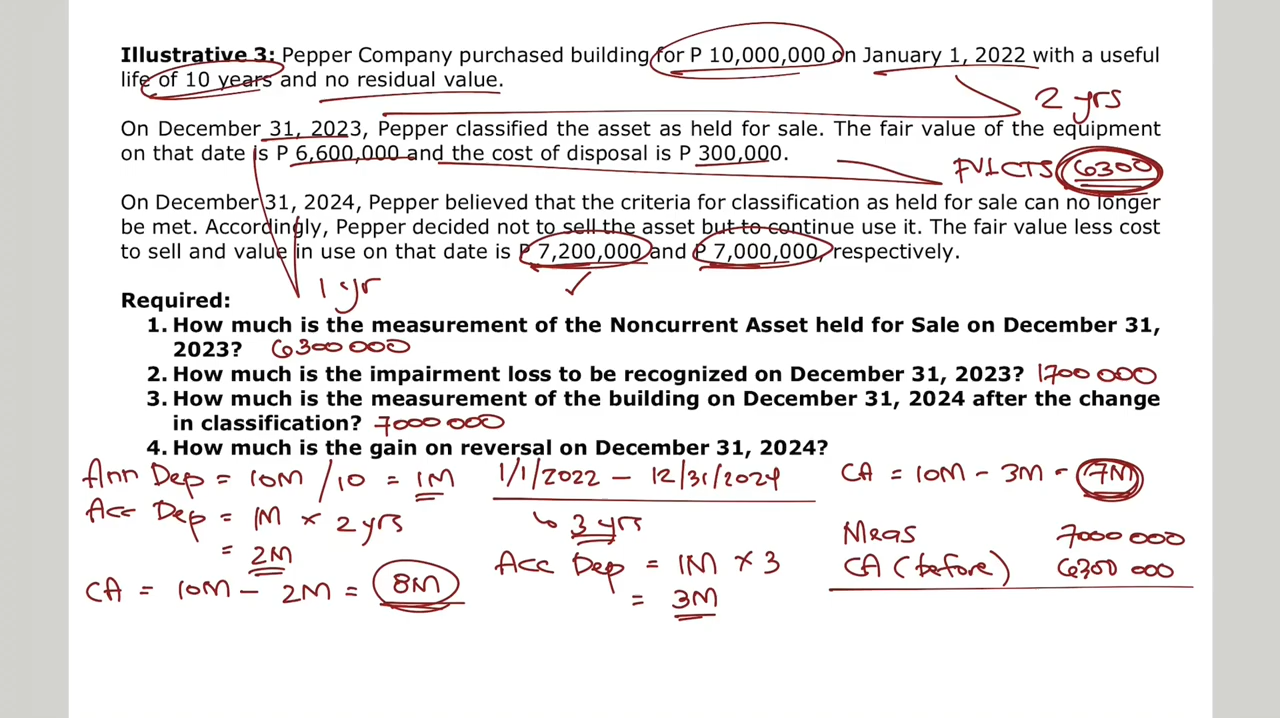 Illustrative 3: Pepper Company purchased building for P 10,000,000 on January 1, 2022 with a useful
life of 10 years and no residual value.
2 yrs
On December 31, 2023, Pepper classified the asset as held for sale. The fair value of the equipment
on that date is P 6,600,000 and the cost of disposal is P 300,000.
FVLCTS 6300
On December 31, 2024, Pepper believed that the criteria for classification as held for sale can no longer
be met. Accordingly, Pepper decided not to sell the asset but to continue use it. The fair value less cost
to sell and value in use on that date is P 7,200,000 and P 7,000,000, respectively.
1 yr
Required:
1. How much is the measurement of the Noncurrent Asset held for Sale on December 31,
2023? 6300 000
2. How much is the impairment loss to be recognized on December 31, 2023? 1700 000
3. How much is the measurement of the building on December 31, 2024 after the change
in classification? 7000 000
4. How much is the gain on reversal on December 31, 2024?
Ann Dep = 10M / 10 = 1M
Acc Dep = 1M × 2 yrs
= 2M
CA = 10M - 2M = 8M
1/1/2022 - 12/31/2024
↳ 3 yrs
Acc Dep = 1M × 3
= 3M
CA = 10M - 3M - 7M
Meas 7000 000
CA (before) 6300 000